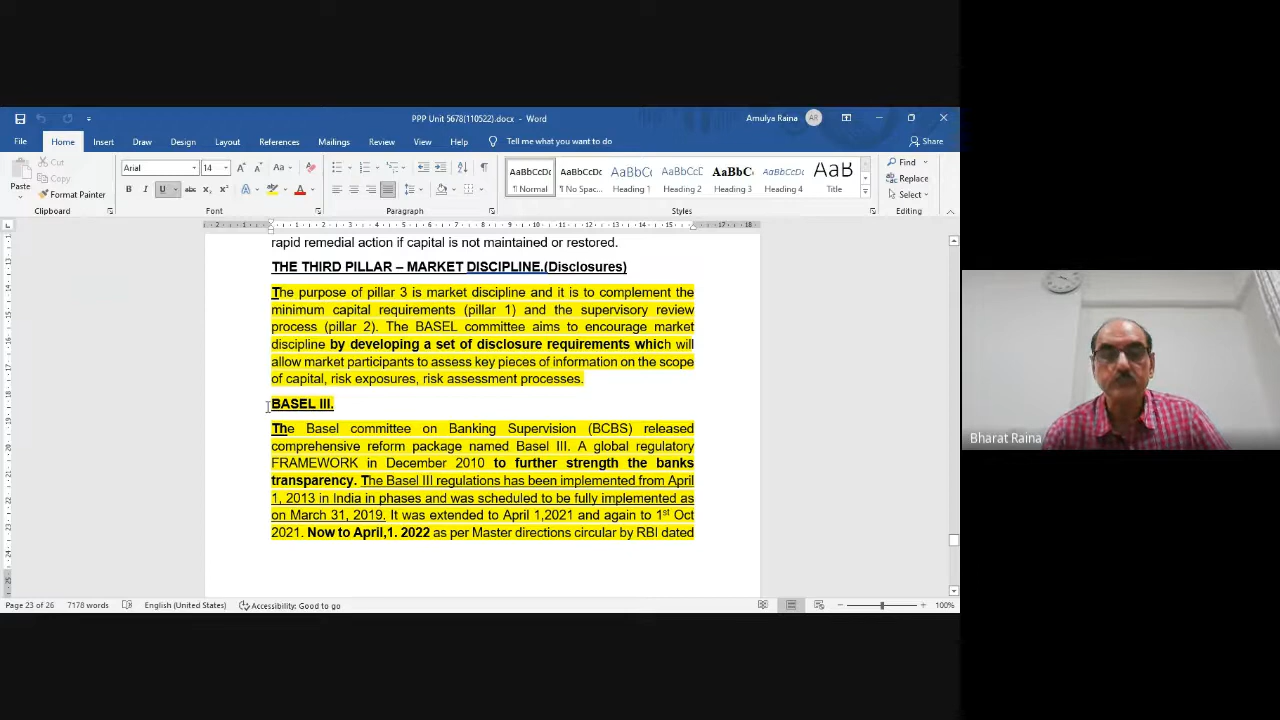 PPP Unit 5678(110522).docx - Word
Amulya Raina AR
File Home Insert Draw Design Layout References Mailings Review View Help Tell me what you want to do Share
Paste Cut Copy Format Painter Clipboard
Arial 14 Font
Paragraph
AaBbCcDc ¶ Normal
AaBbCcDc ¶ No Spac...
AaBbCc Heading 1
AaBbCcD Heading 2
AaBbC Heading 3
AaBbCcD Heading 4
Title
Styles
Find Replace Select Editing
rapid remedial action if capital is not maintained or restored.
THE THIRD PILLAR – MARKET DISCIPLINE.(Disclosures)
The purpose of pillar 3 is market discipline and it is to complement the
minimum capital requirements (pillar 1) and the supervisory review
process (pillar 2). The BASEL committee aims to encourage market
discipline by developing a set of disclosure requirements which will
allow market participants to assess key pieces of information on the scope
of capital, risk exposures, risk assessment processes.
BASEL III.
The Basel committee on Banking Supervision (BCBS) released
comprehensive reform package named Basel III. A global regulatory
FRAMEWORK in December 2010 to further strength the banks
transparency. The Basel III regulations has been implemented from April
1, 2013 in India in phases and was scheduled to be fully implemented as
on March 31, 2019. It was extended to April 1,2021 and again to 1st Oct
2021. Now to April,1. 2022 as per Master directions circular by RBI dated
Page 23 of 26 7178 words English (United States) Accessibility: Good to go 100%
Bharat Raina